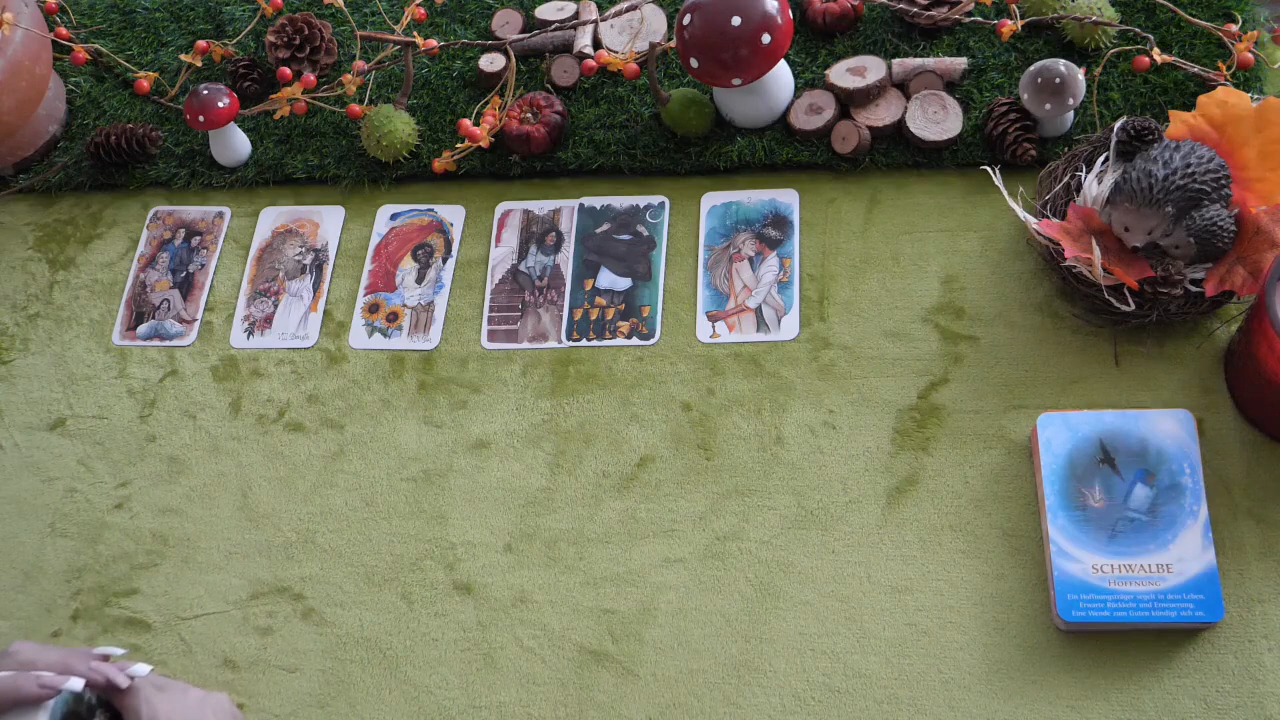 SCHWALBE
HOFFNUNG
Ein Hoffnungsträger segelt in dein Leben.
Erwarte Rückkehr und Erneuerung.
Eine Wende zum Guten kündigt sich an.